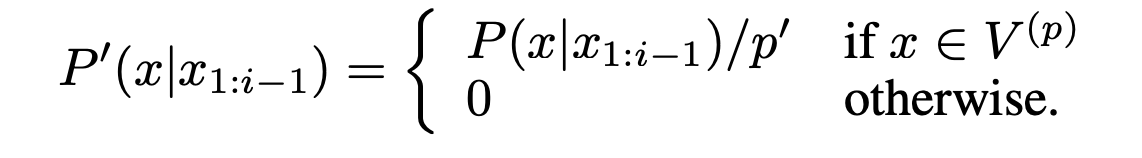 P'(x|x_{1:i−1}) = { P(x|x_{1:i−1})/p' if x ∈ V^{(p)}
0 otherwise.